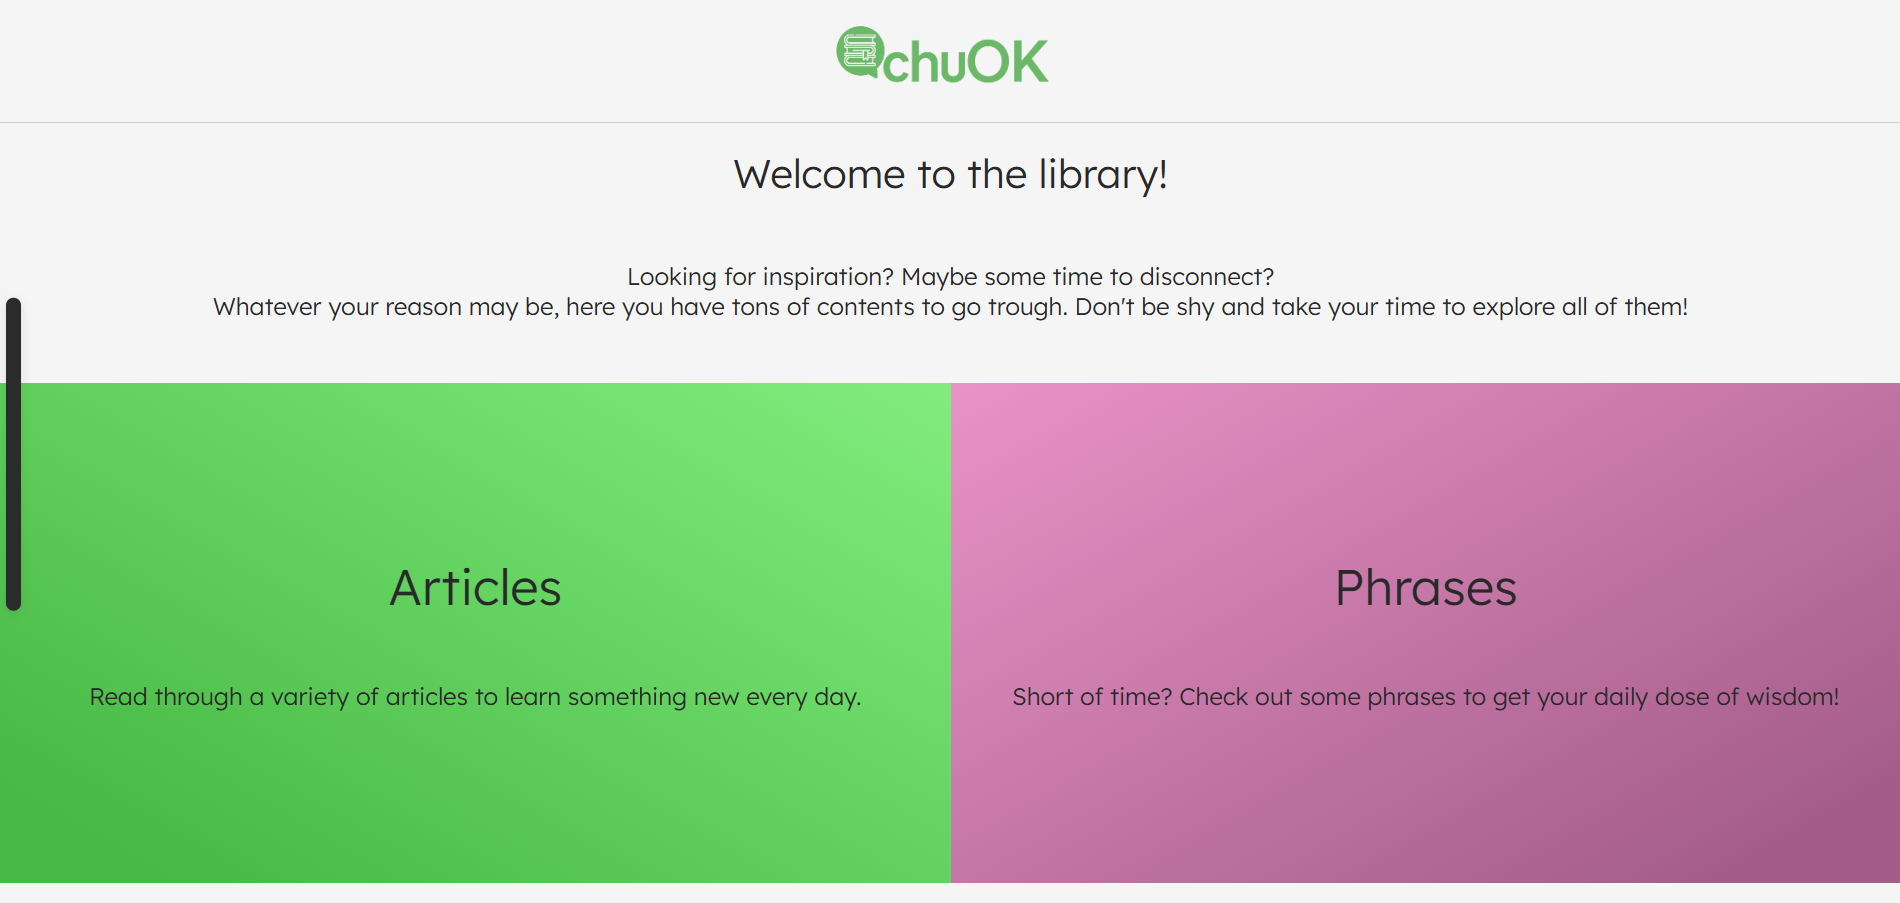 chuOK
Welcome to the library!
Looking for inspiration? Maybe some time to disconnect?
Whatever your reason may be, here you have tons of contents to go trough. Don't be shy and take your time to explore all of them!
Articles
Phrases
Read through a variety of articles to learn something new every day.
Short of time? Check out some phrases to get your daily dose of wisdom!